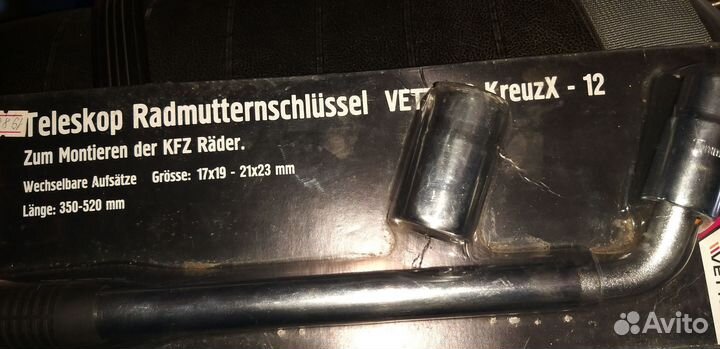 Teleskop Radmutternschlüssel VET KreuzX - 12
Zum Montieren der KFZ Räder.
Wechselbare Aufsätze Grösse: 17x19 - 21x23 mm
Länge: 350-520 mm
Avito